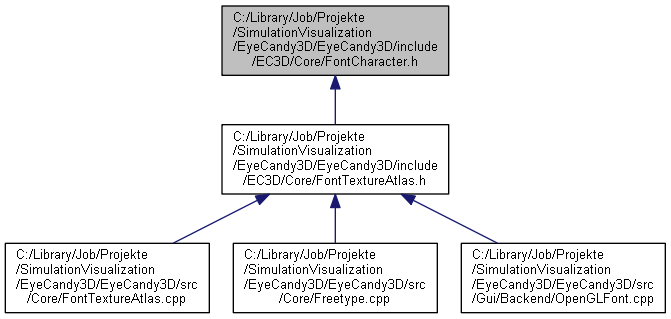 C:/Library/Job/Projekte
/SimulationVisualization
/EyeCandy3D/EyeCandy3D/include
/EC3D/Core/FontCharacter.h
C:/Library/Job/Projekte
/SimulationVisualization
/EyeCandy3D/EyeCandy3D/include
/EC3D/Core/FontTextureAtlas.h
C:/Library/Job/Projekte
/SimulationVisualization
/EyeCandy3D/EyeCandy3D/src
/Core/FontTextureAtlas.cpp
C:/Library/Job/Projekte
/SimulationVisualization
/EyeCandy3D/EyeCandy3D/src
/Core/Freetype.cpp
C:/Library/Job/Projekte
/SimulationVisualization
/EyeCandy3D/EyeCandy3D/src
/Gui/Backend/OpenGLFont.cpp